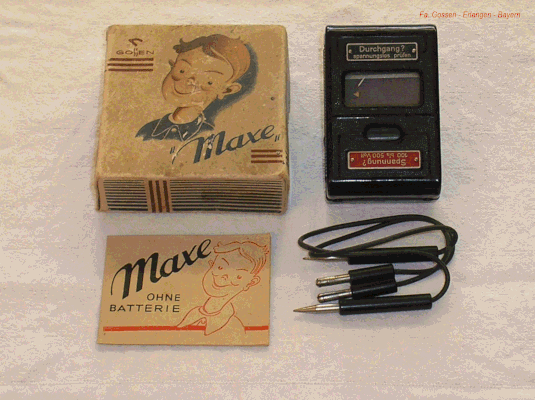 Fa. Gossen - Erlangen - Bayern
GOSSEN
„Maxe"
Durchgang?
spannungslos prüfen
Spannung?
100 bis 500 Volt
Maxe
OHNE
BATTERIE